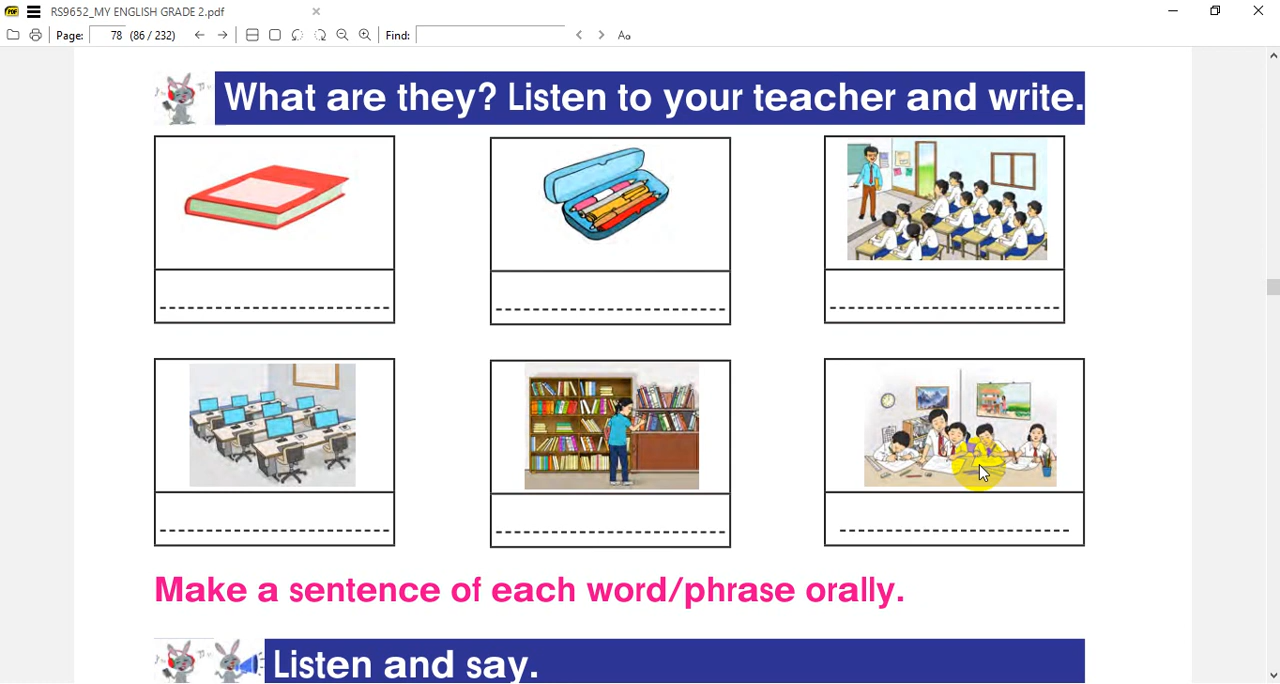 RS9652_MY ENGLISH GRADE 2.pdf
Page: 78 (86 / 232) Find: Aa
What are they? Listen to your teacher and write.
Make a sentence of each word/phrase orally.
Listen and say.